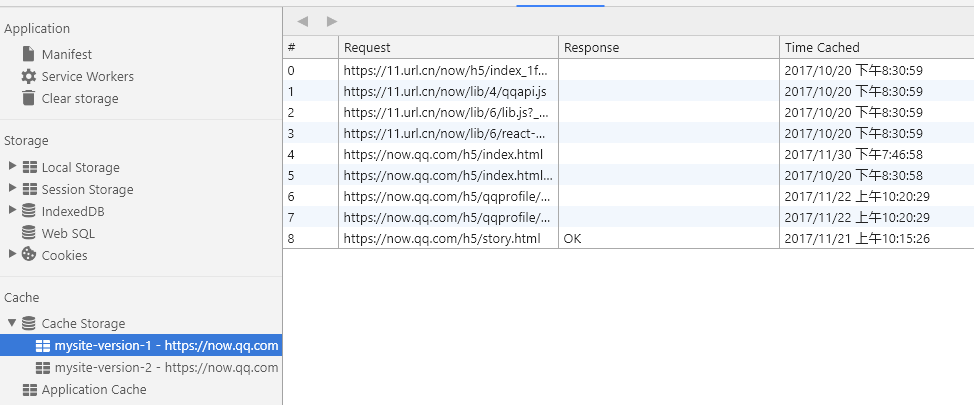 Application
Manifest
Service Workers
Clear storage
Storage
Local Storage
Session Storage
IndexedDB
Web SQL
Cookies
Cache
Cache Storage
mysite-version-1 - https://now.qq.com
mysite-version-2 - https://now.qq.com
Application Cache
# Request Response Time Cached
0 https://11.url.cn/now/h5/index_1f... 2017/10/20 下午8:30:59
1 https://11.url.cn/now/lib/4/qqapi.js 2017/10/20 下午8:30:59
2 https://11.url.cn/now/lib/6/lib.js?_... 2017/10/20 下午8:30:59
3 https://11.url.cn/now/lib/6/react-... 2017/10/20 下午8:30:59
4 https://now.qq.com/h5/index.html 2017/11/30 下午7:46:58
5 https://now.qq.com/h5/index.html... 2017/10/20 下午8:30:58
6 https://now.qq.com/h5/qqprofile/... 2017/11/22 上午10:20:29
7 https://now.qq.com/h5/qqprofile/... 2017/11/22 上午10:20:29
8 https://now.qq.com/h5/story.html OK 2017/11/21 上午10:15:26